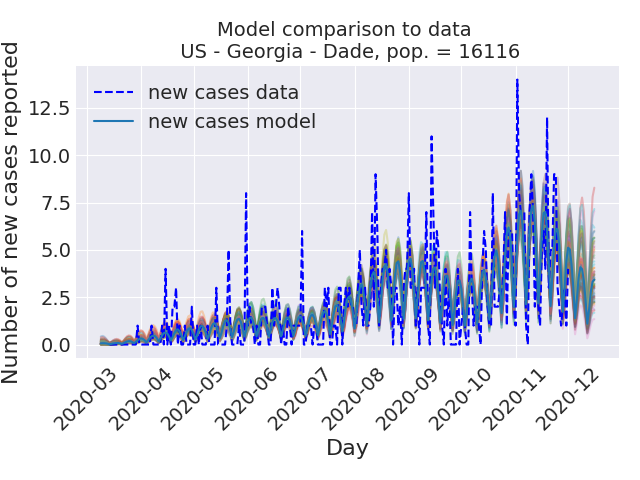 Model comparison to data
US - Georgia - Dade, pop. = 16116
Number of new cases reported
12.5
10.0
7.5
5.0
2.5
0.0
new cases data
new cases model
2020-03
2020-04
2020-05
2020-06
2020-07
2020-08
2020-09
2020-10
2020-11
2020-12
Day